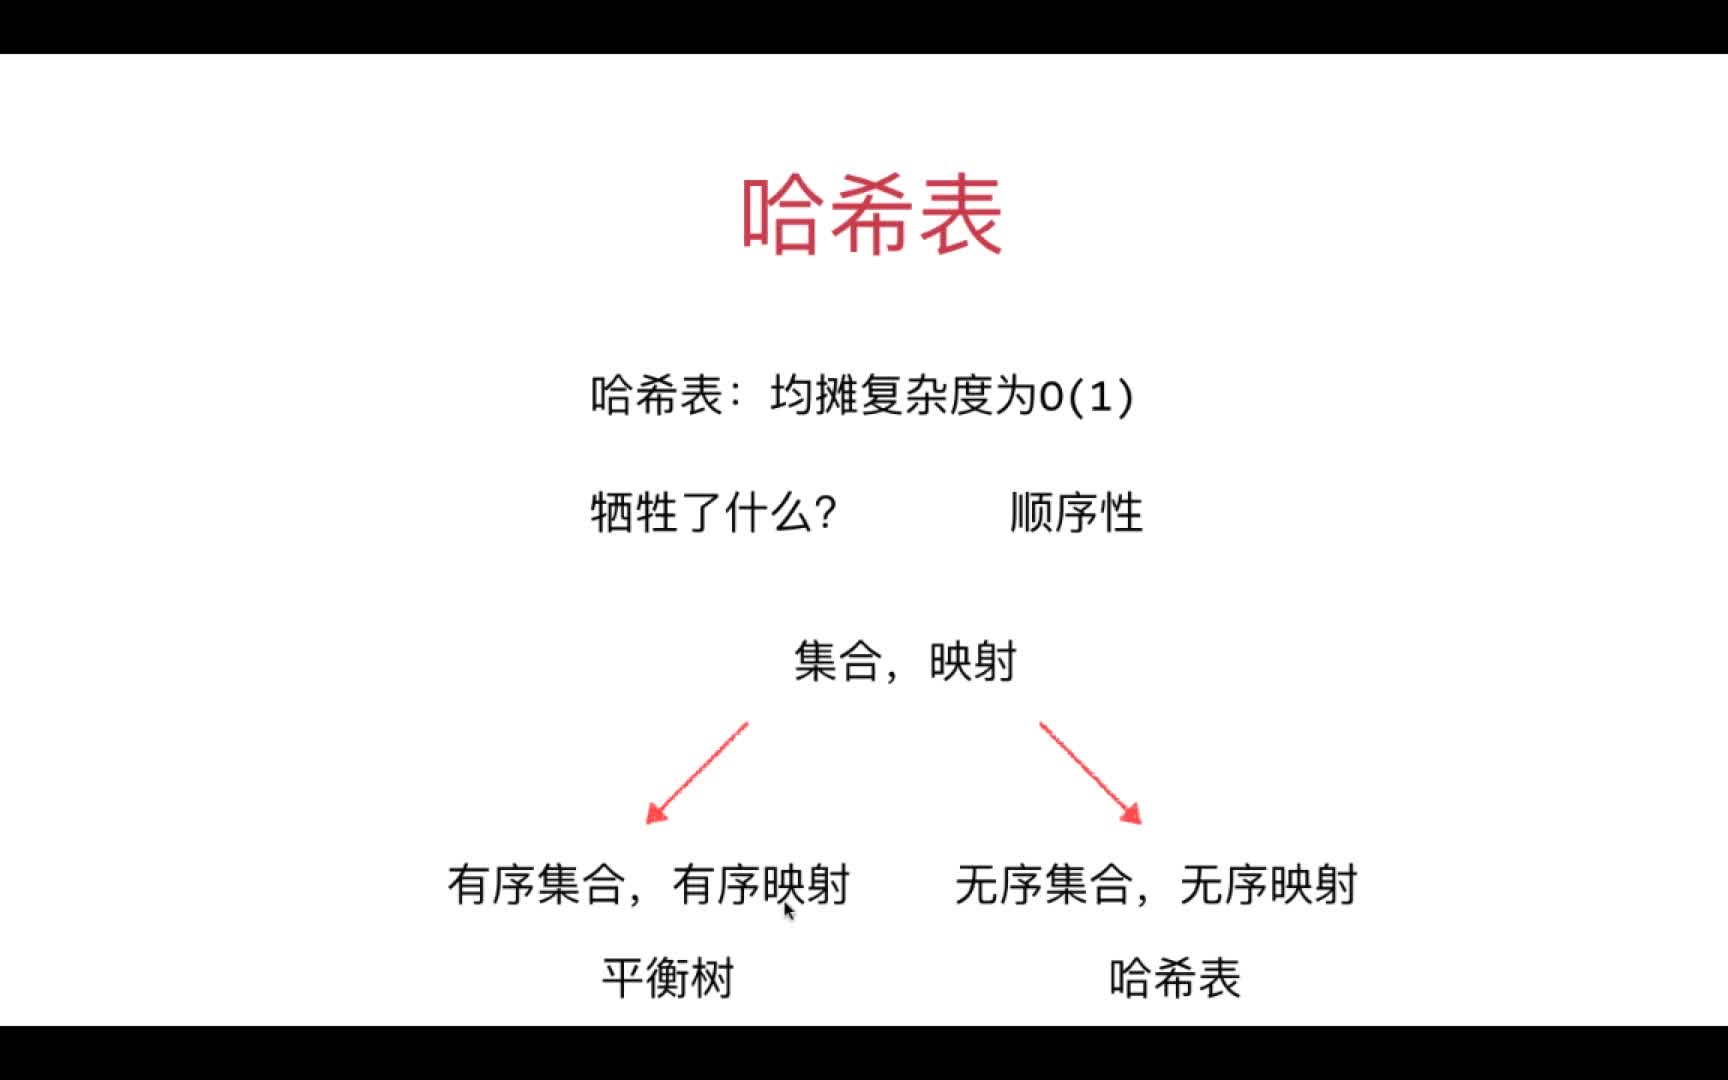 哈希表
哈希表：均摊复杂度为O(1)
牺牲了什么？ 顺序性
集合，映射
有序集合，有序映射 无序集合，无序映射
平衡树 哈希表